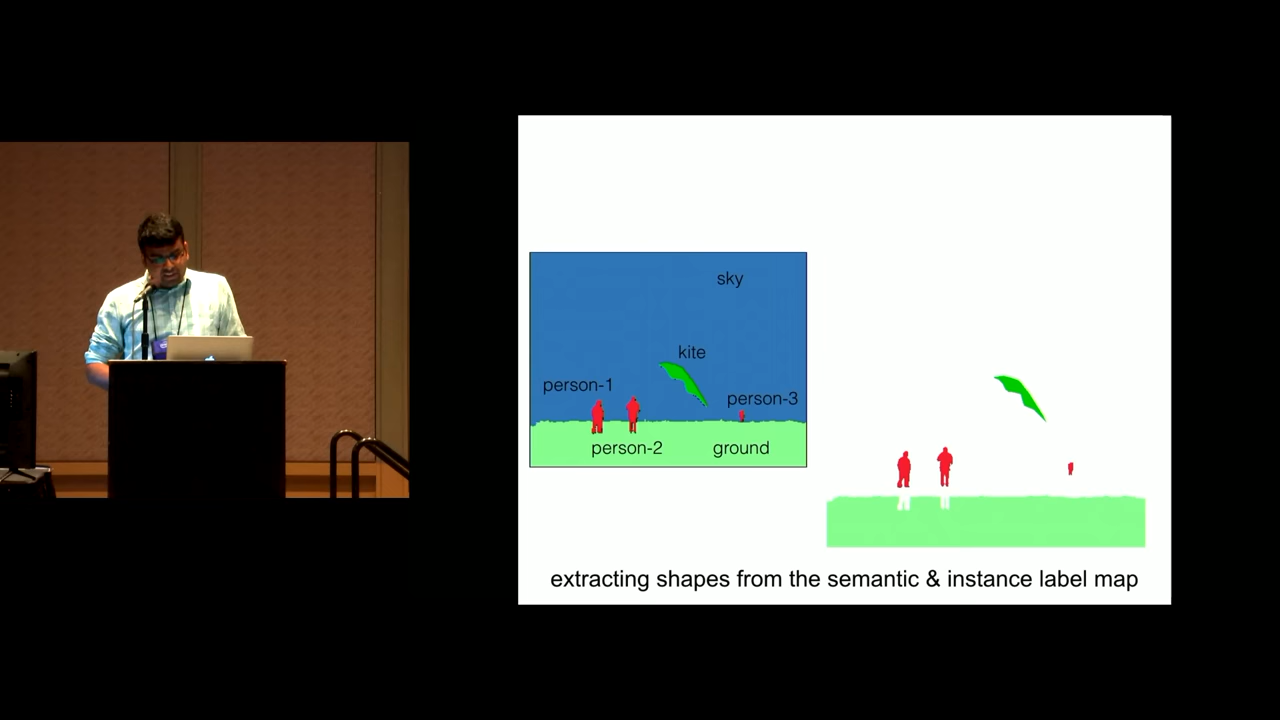 sky
kite
person-1
person-3
person-2
ground
extracting shapes from the semantic & instance label map